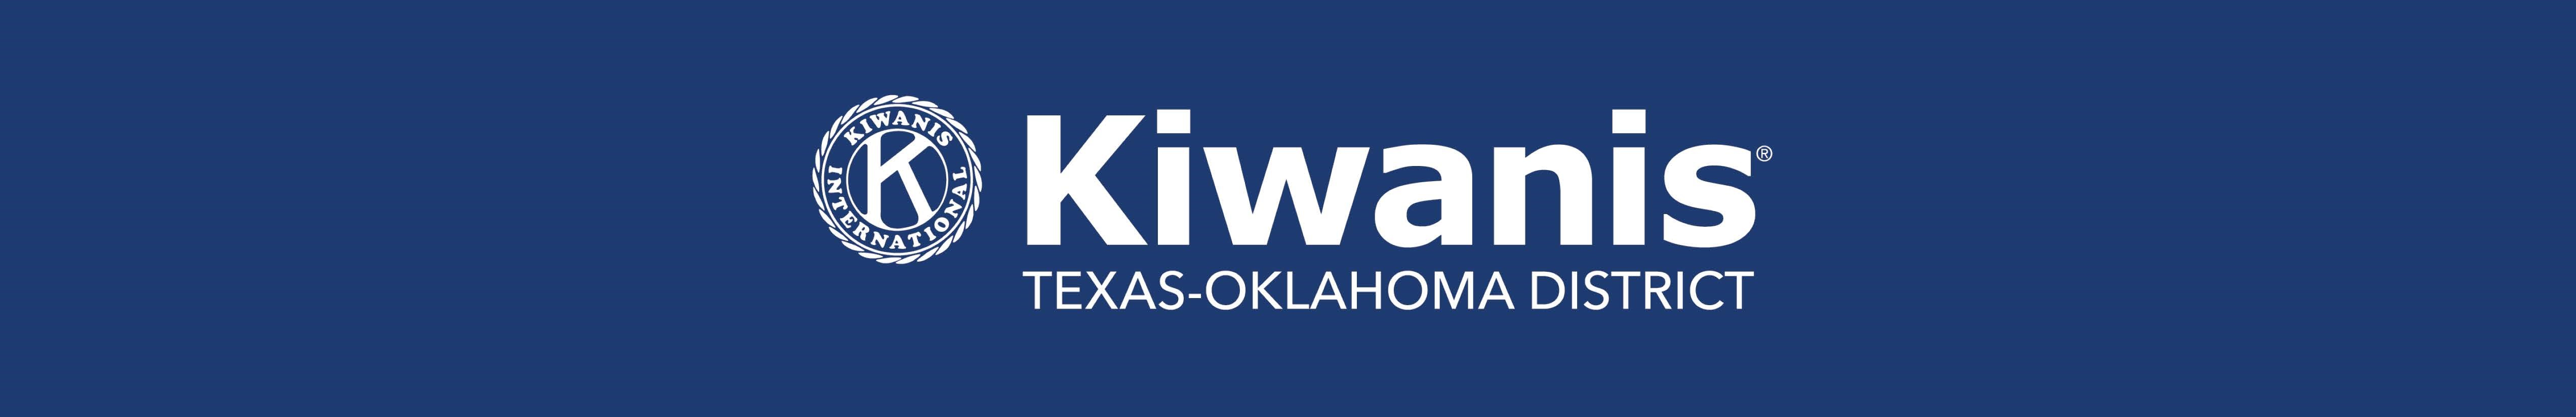 KIWANIS
K
INTERNATIONAL
Kiwanis®
TEXAS-OKLAHOMA DISTRICT